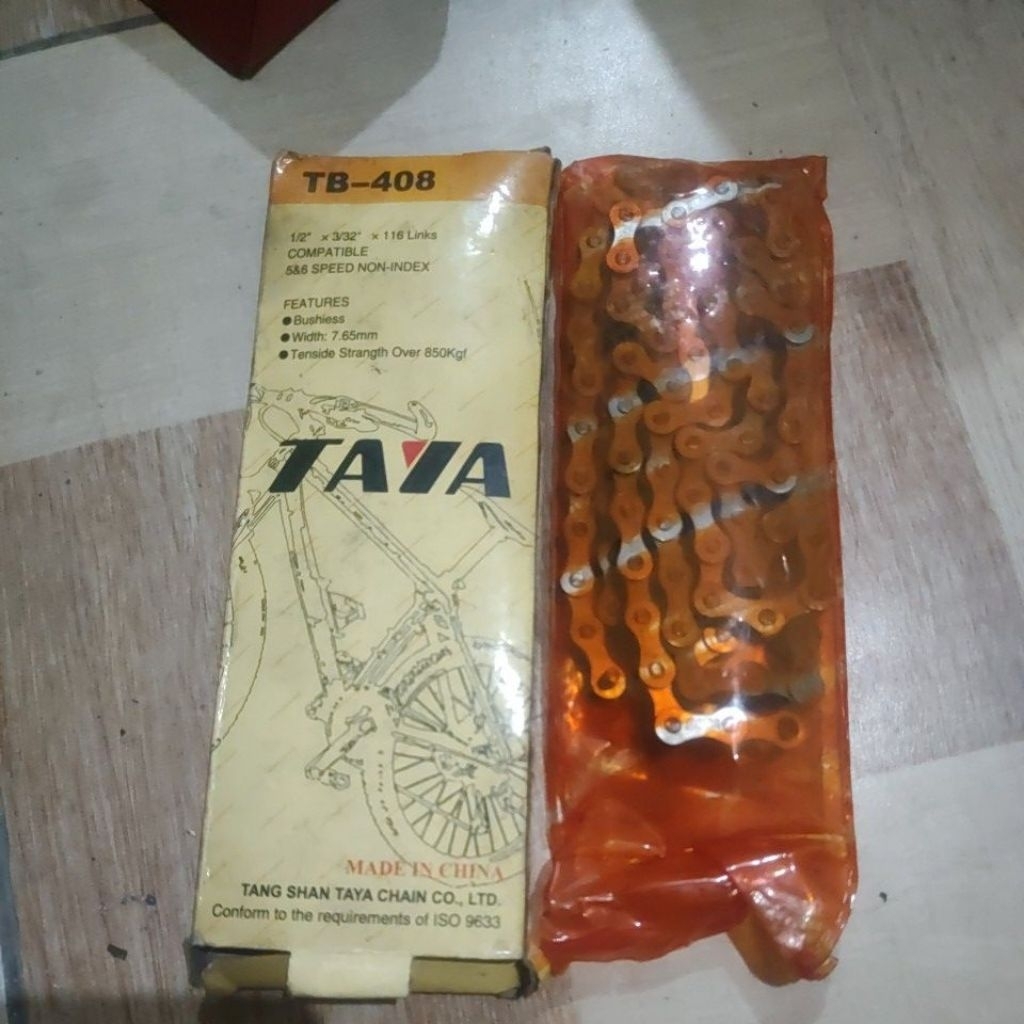 TB-408
1/2" × 3/32" × 116 Links
COMPATIBLE
5&6 SPEED NON-INDEX
FEATURES
● Bushless
● Width: 7.65mm
● Tenside Strangth Over 850Kgf
TAYA
MADE IN CHINA
TANG SHAN TAYA CHAIN CO., LTD.
Conform to the requirements of ISO 9633